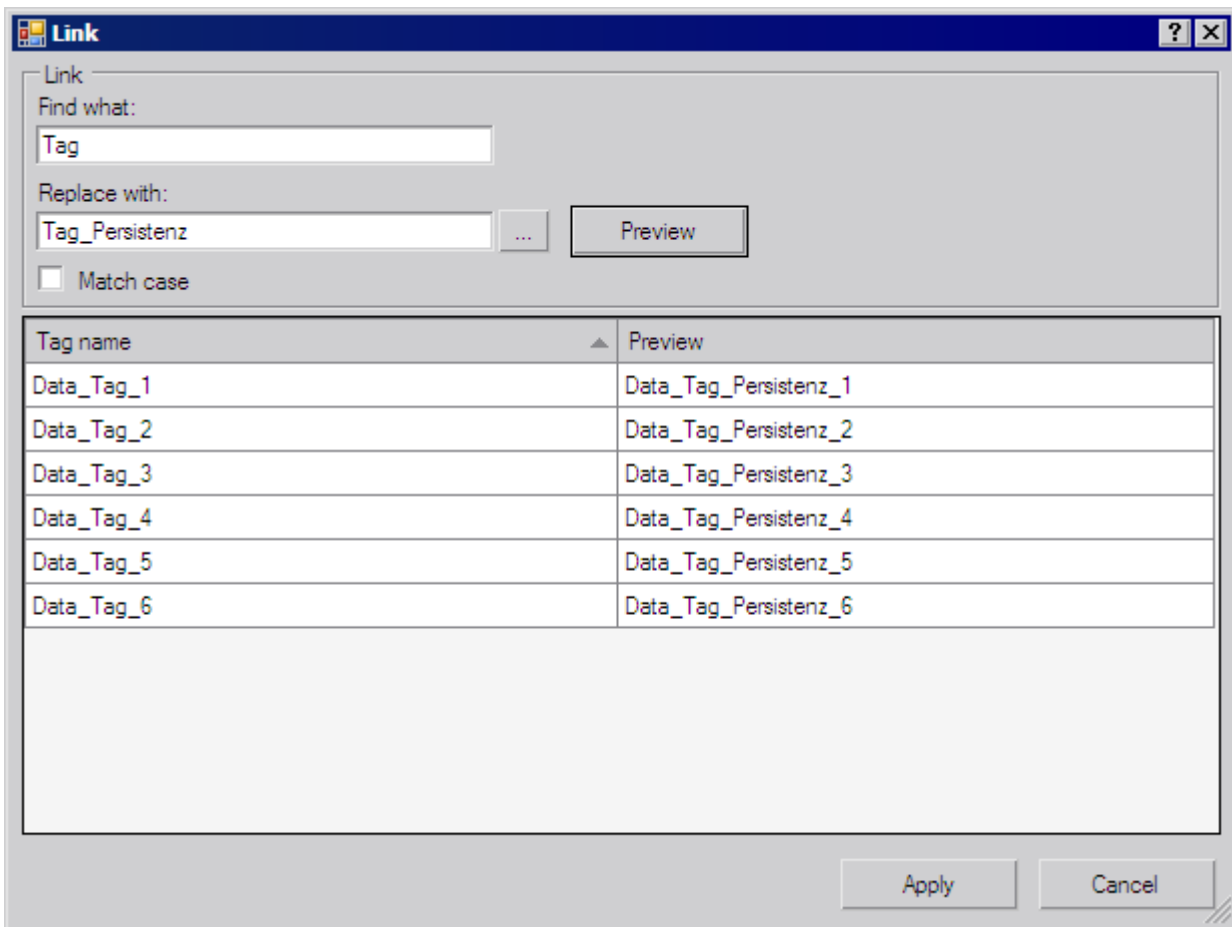 Link
Link
Find what:
Tag
Replace with:
Tag_Persistenz ... Preview
Match case
Tag name Preview
Data_Tag_1 Data_Tag_Persistenz_1
Data_Tag_2 Data_Tag_Persistenz_2
Data_Tag_3 Data_Tag_Persistenz_3
Data_Tag_4 Data_Tag_Persistenz_4
Data_Tag_5 Data_Tag_Persistenz_5
Data_Tag_6 Data_Tag_Persistenz_6
Apply Cancel